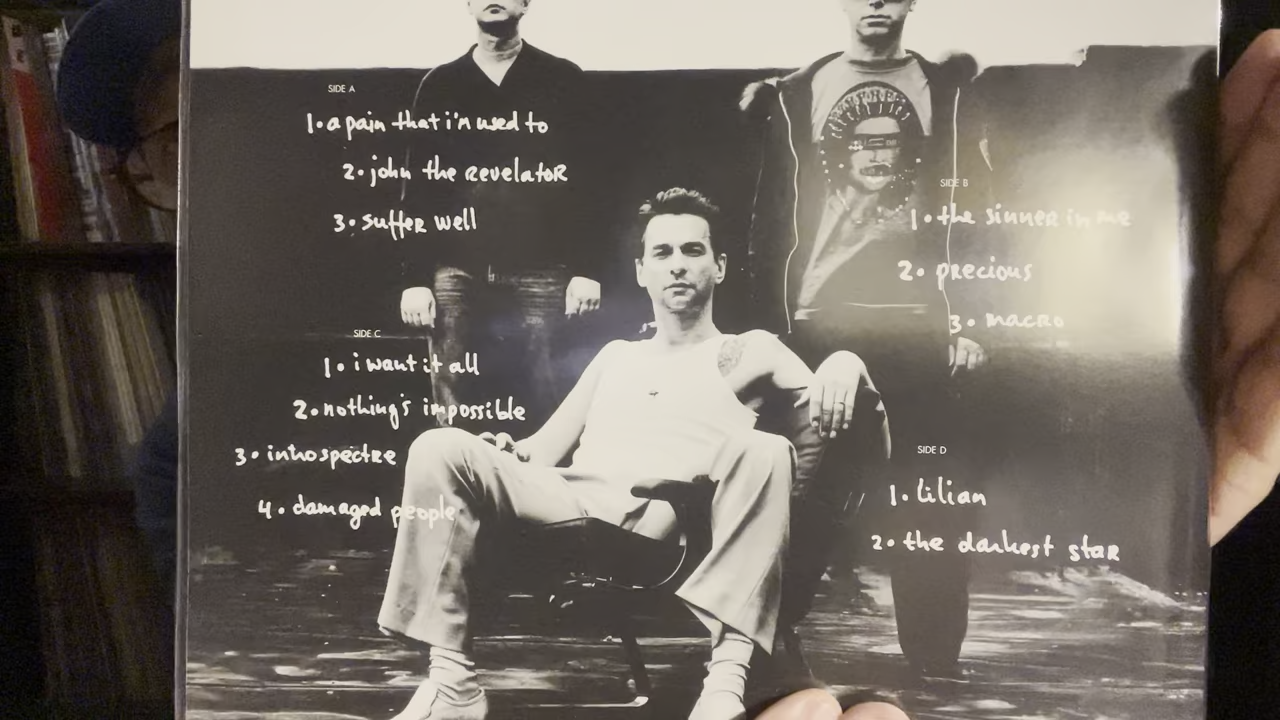 SIDE A
1. a pain that i'm used to
2. john the revelator
3. suffer well
SIDE B
1. the sinner in me
2. precious
3. macro
SIDE C
1. i want it all
2. nothing's impossible
3. introspectre
4. damaged people
SIDE D
1. lilian
2. the darkest star